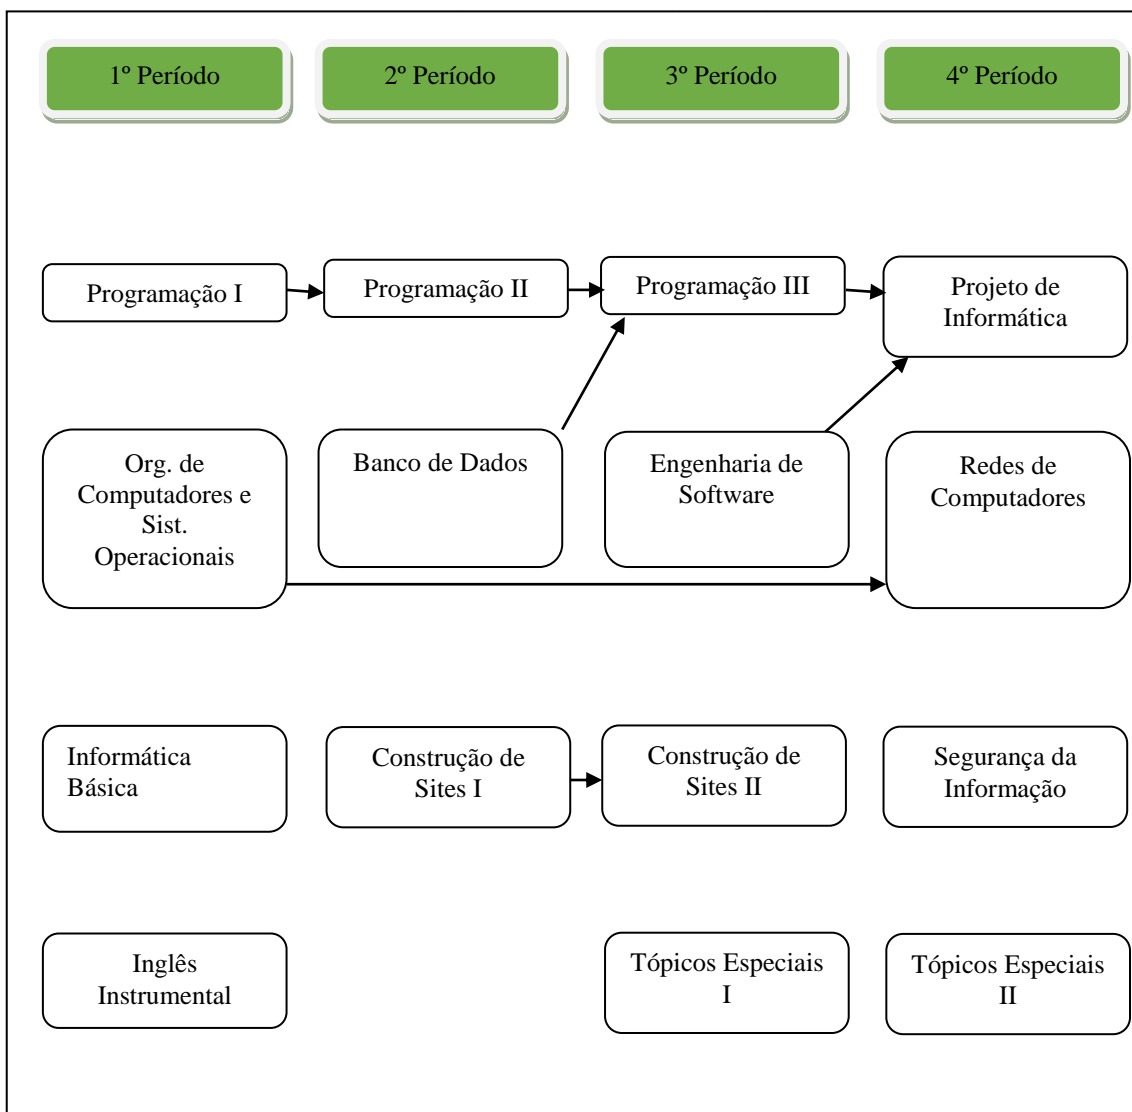 1º Período
2º Período
3º Período
4º Período
Programação I
Programação II
Programação III
Projeto de
Informática
Org. de
Computadores e
Sist.
Operacionais
Banco de Dados
Engenharia de
Software
Redes de
Computadores
Informática
Básica
Construção de
Sites I
Construção de
Sites II
Segurança da
Informação
Inglês
Instrumental
Tópicos Especiais
I
Tópicos Especiais
II